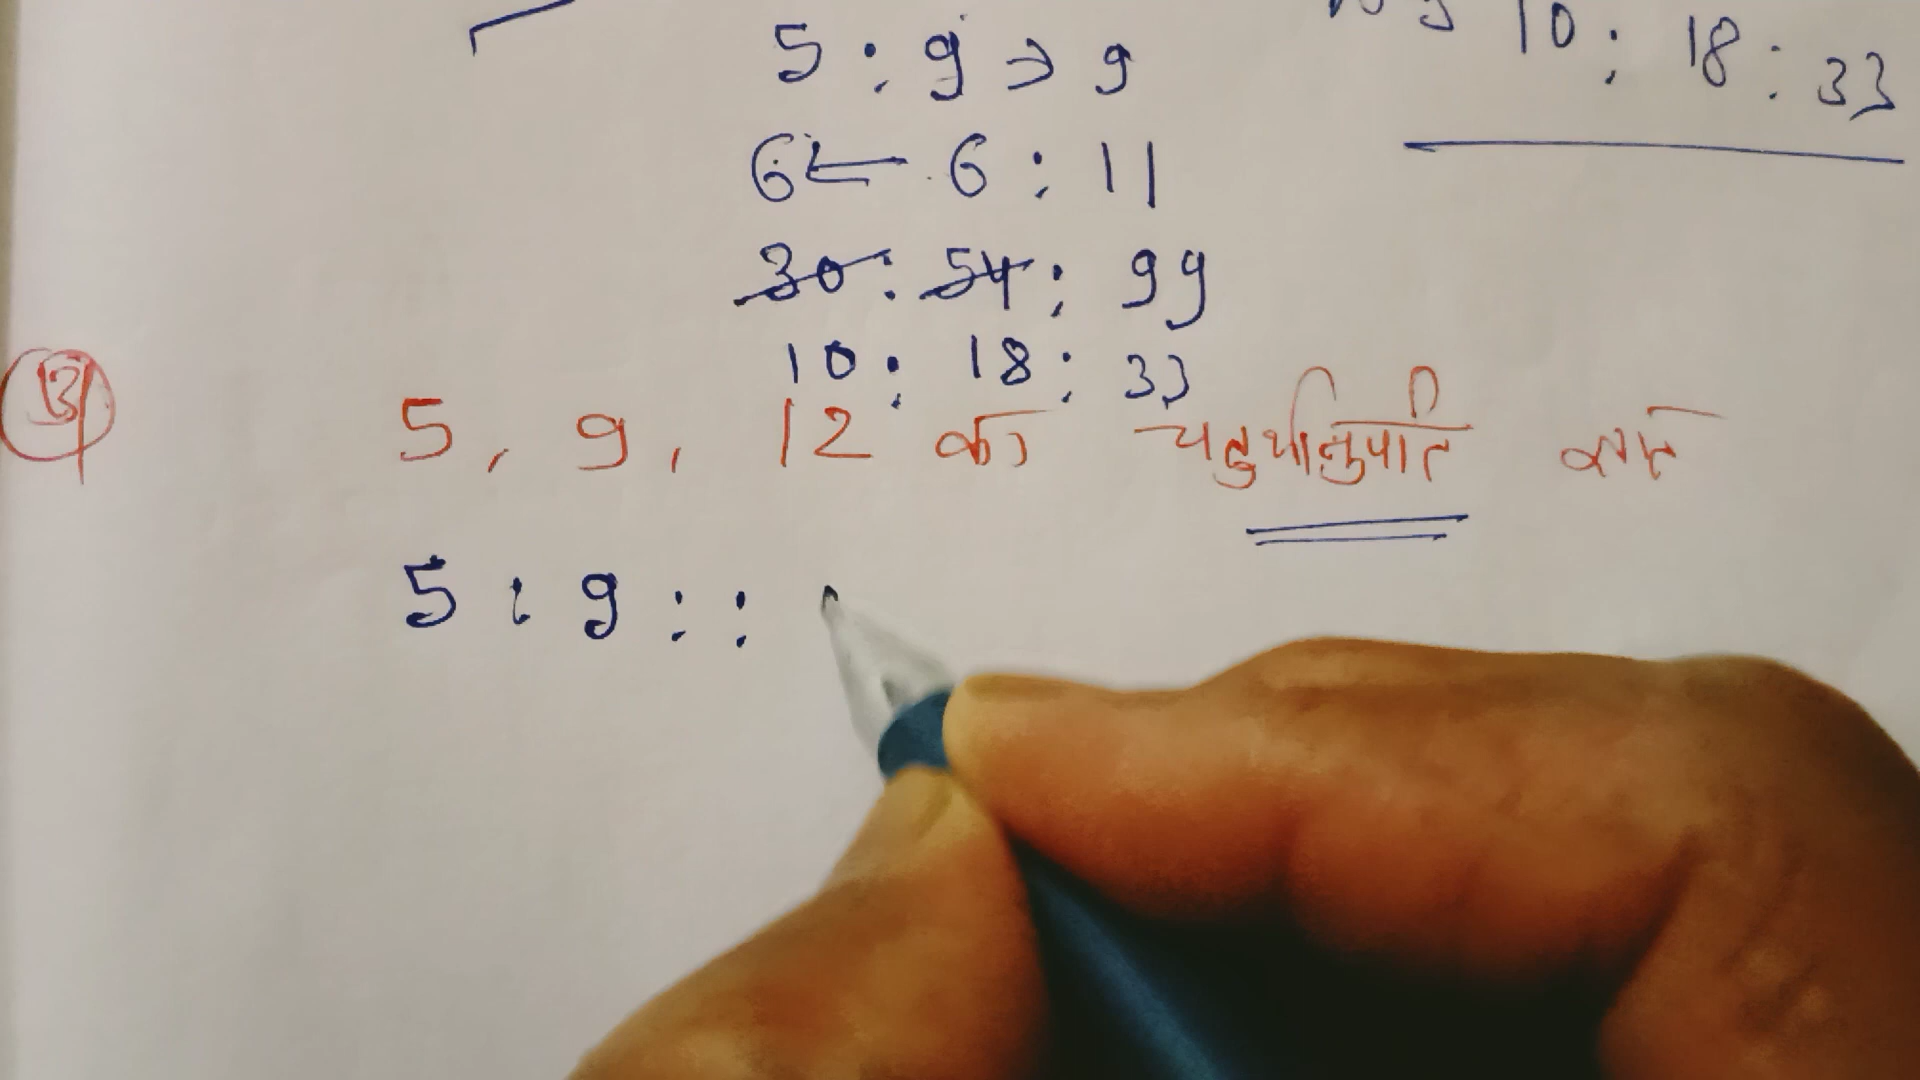 5 : 9 → 9
10 : 18 : 33
6 ← 6 : 11
30 : 54 : 99
10 : 18 : 33
3 5, 9, 12 का चतुर्थानुपात
5 : 9 : :